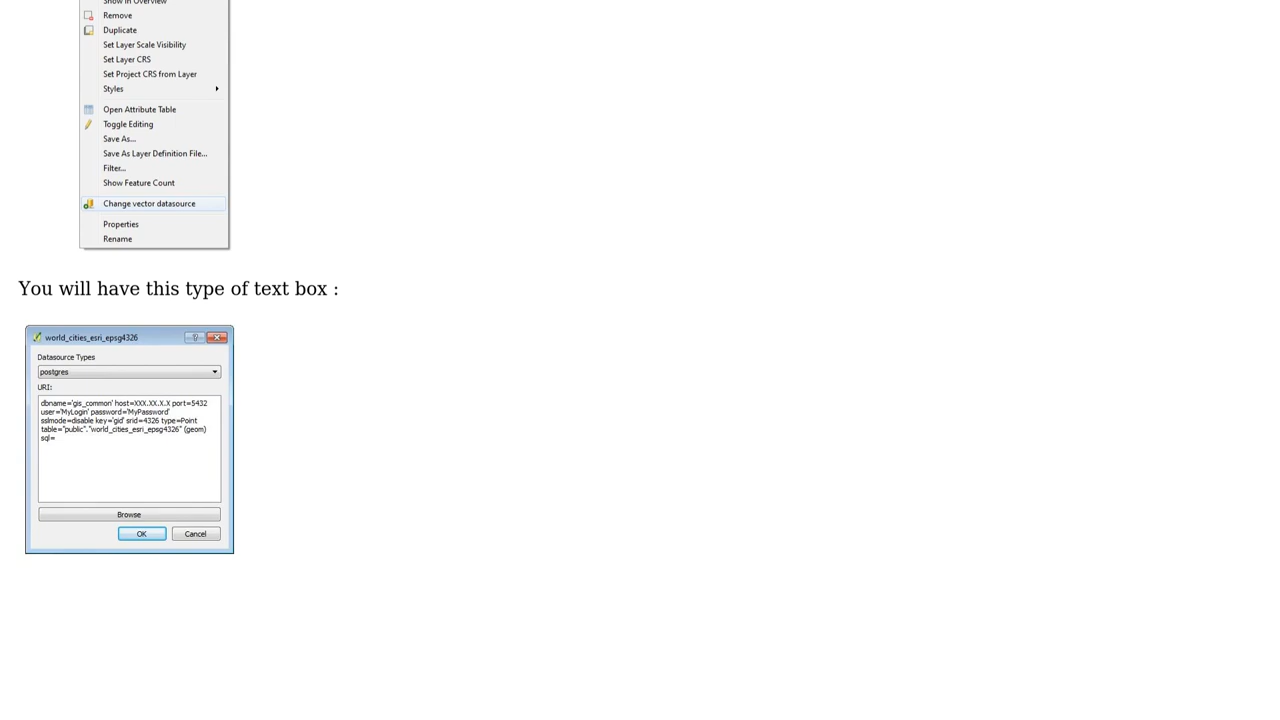 Show in Overview
Remove
Duplicate
Set Layer Scale Visibility
Set Layer CRS
Set Project CRS from Layer
Styles
Open Attribute Table
Toggle Editing
Save As...
Save As Layer Definition File...
Filter...
Show Feature Count
Change vector datasource
Properties
Rename
You will have this type of text box :
world_cities_esri_epsg4326
Datasource Types
postgres
URI:
dbname='gis_common' host=XXX.XX.X.X port=5432
user='MyLogin' password='MyPassword'
sslmode=disable key='gid' srid=4326 type=Point
table="public"."world_cities_esri_epsg4326" (geom)
sql=
Browse
OK Cancel